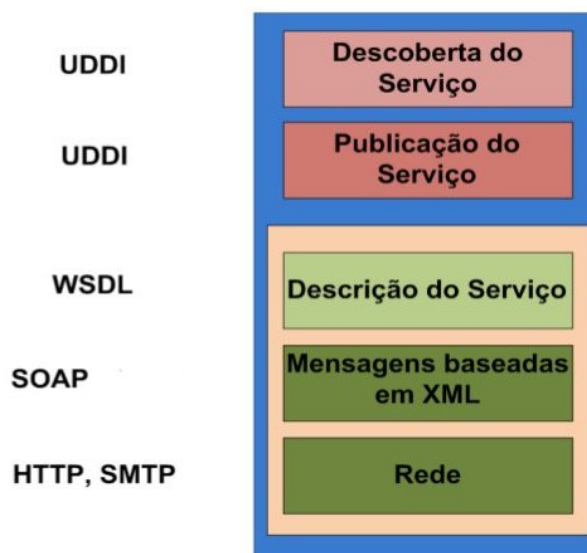 UDDI
Descoberta do
Serviço
UDDI
Publicação do
Serviço
WSDL
Descrição do Serviço
SOAP
Mensagens baseadas
em XML
HTTP, SMTP
Rede